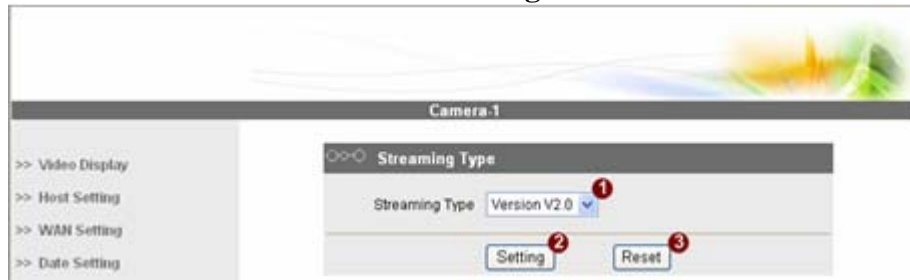 Camera-1
>> Video Display
>> Host Setting
>> WAN Setting
>> Date Setting
Streaming Type
Streaming Type Version V2.0 1
Setting 2 Reset 3